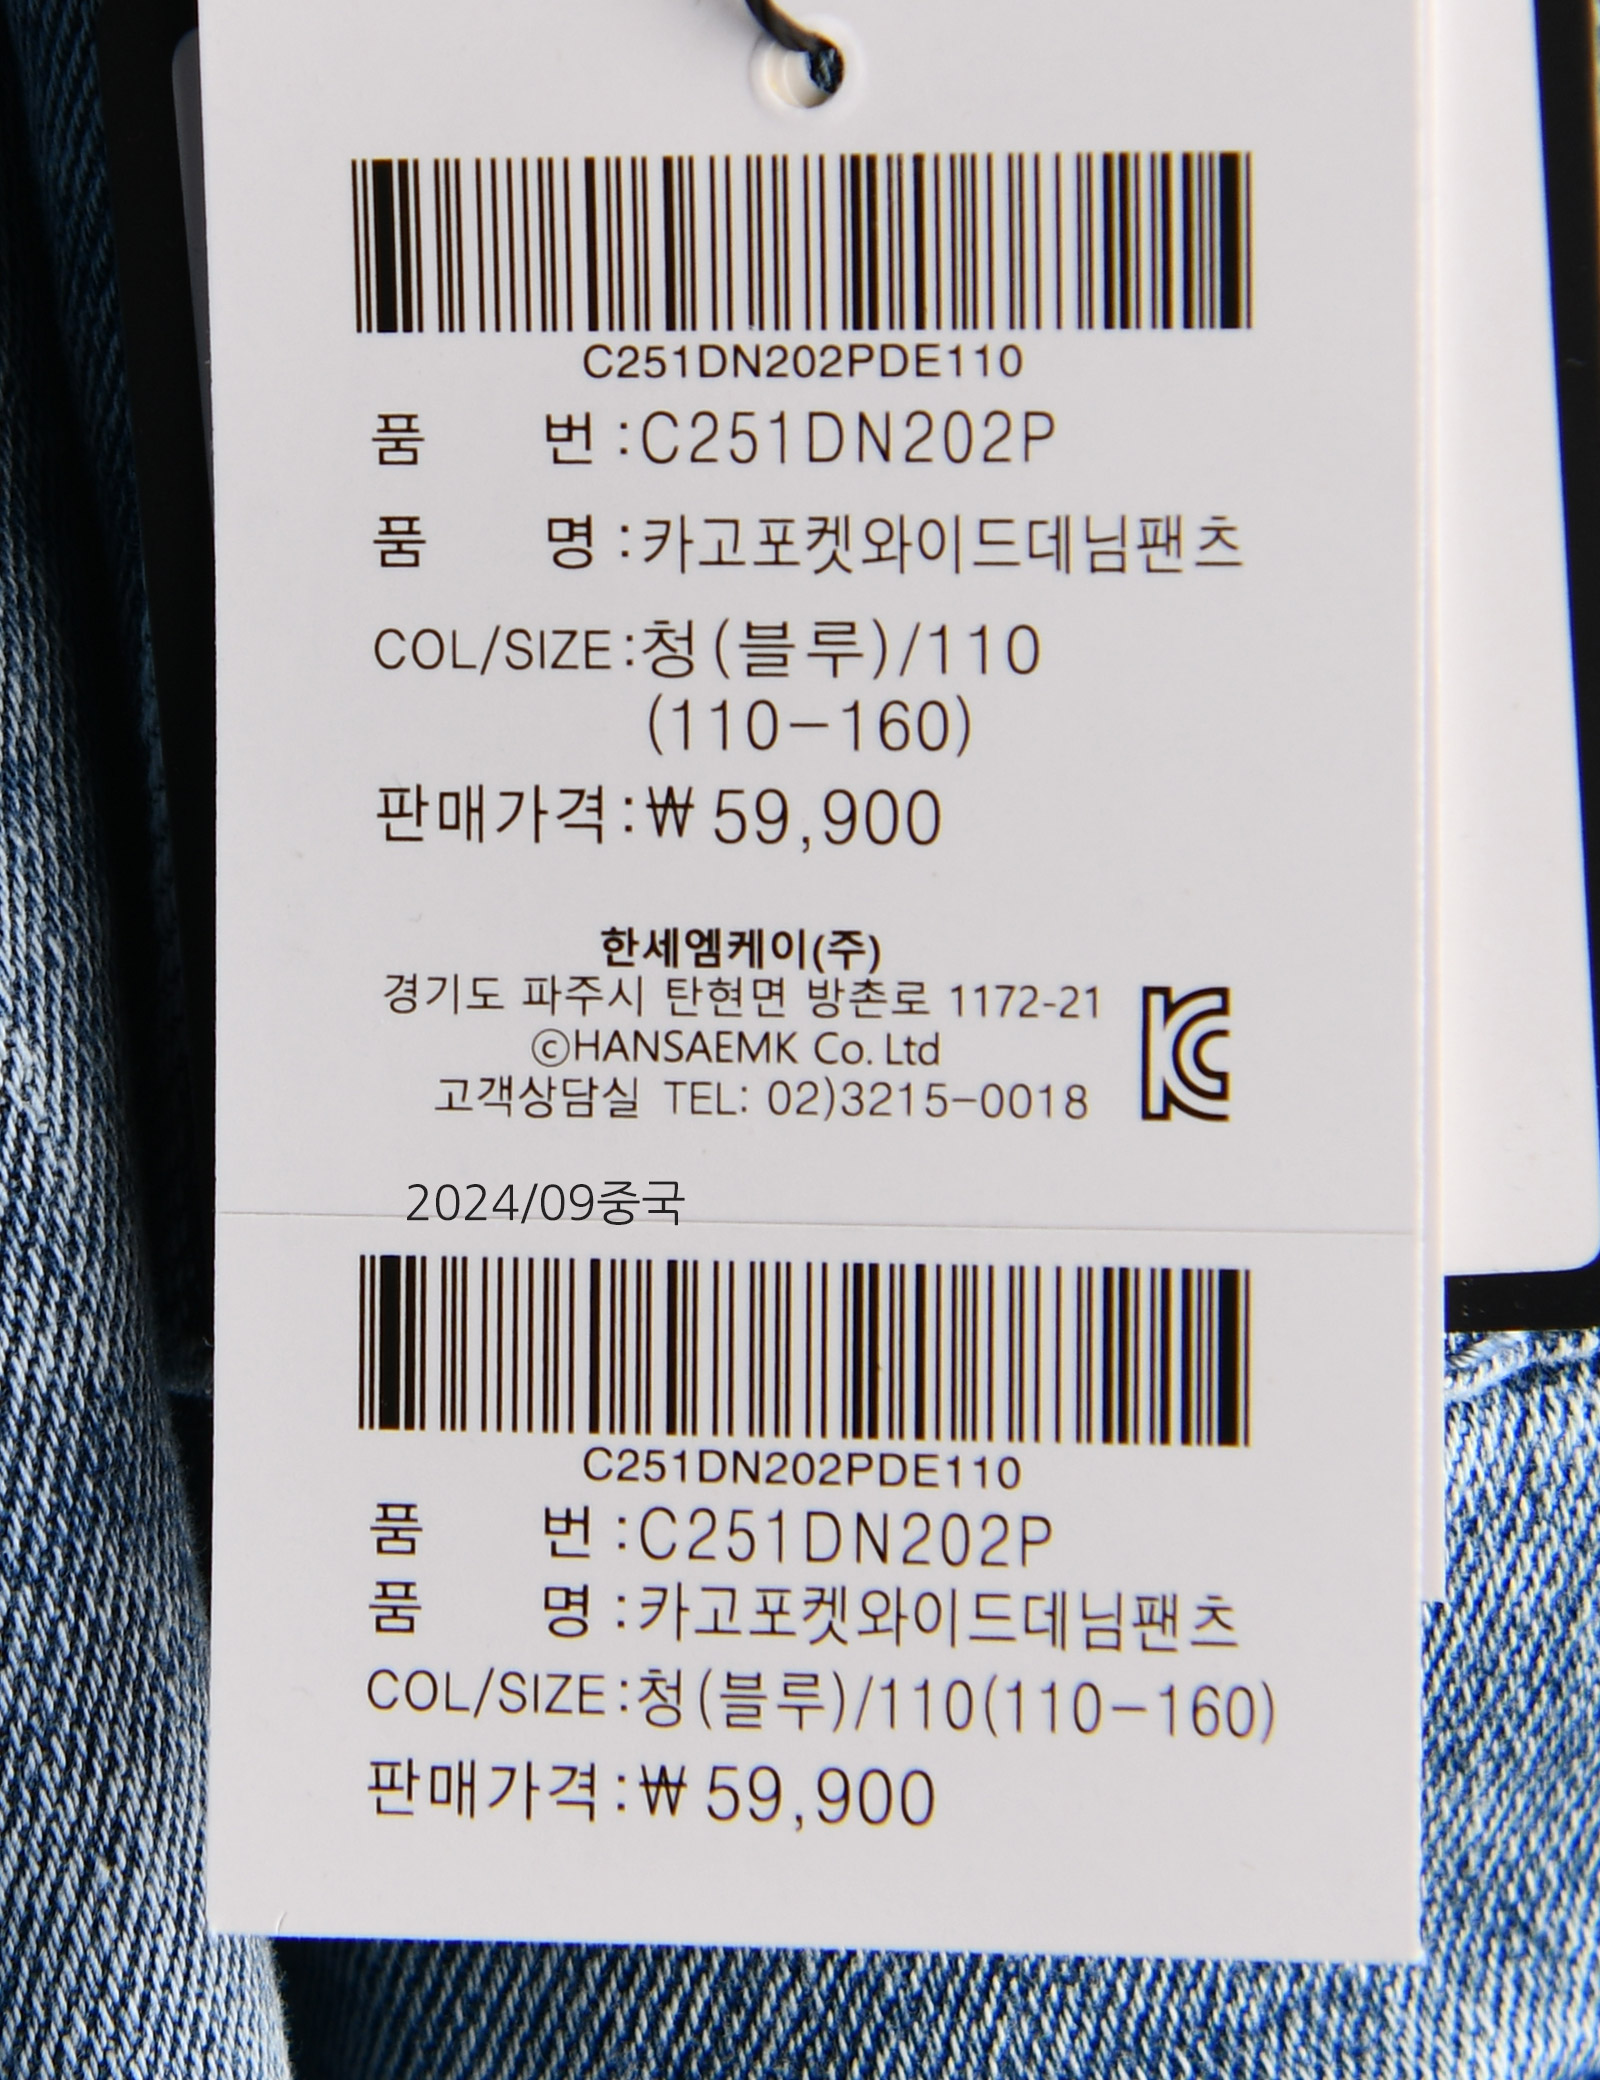 C251DN202PDE110
품 번 :C251DN202P
품 명 :카고포켓와이드데님팬츠
COL/SIZE:청(블루)/110
(110-160)
판매가격:₩59,900
한세엠케이(주)
경기도 파주시 탄현면 방촌로 1172-21
ⓒHANSAEMK Co. Ltd
고객상담실 TEL: 02)3215-0018
2024/09중국
C251DN202PDE110
품 번 :C251DN202P
품 명 :카고포켓와이드데님팬츠
COL/SIZE:청(블루)/110(110-160)
판매가격:₩59,900